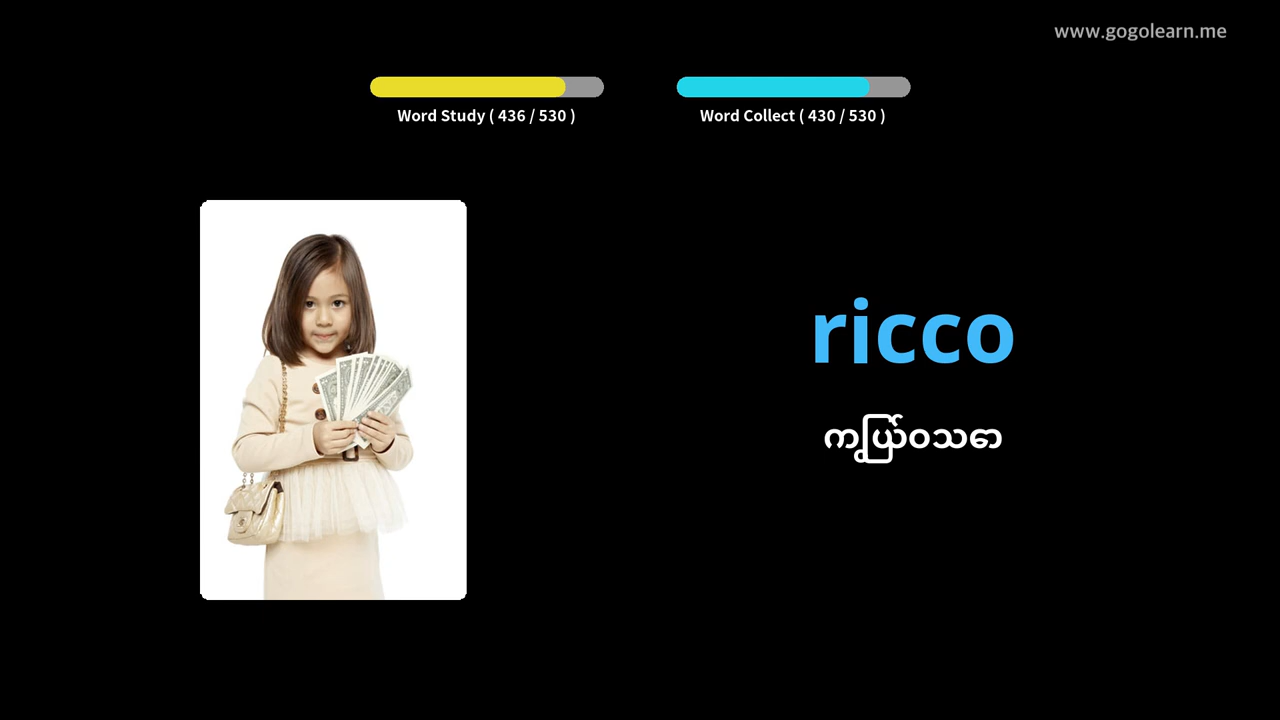 www.gogolearn.me
Word Study ( 436 / 530 )
Word Collect ( 430 / 530 )
ricco
ကြွယ်ဝသော